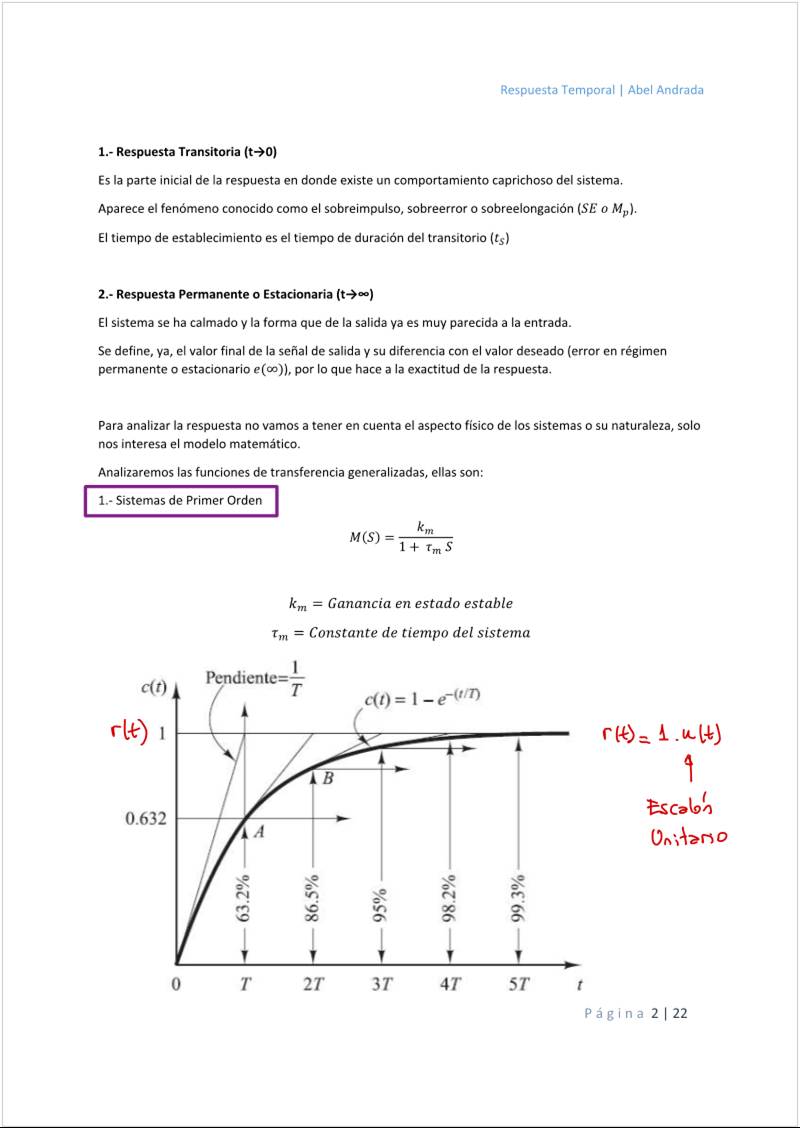 Respuesta Temporal | Abel Andrada
1.- Respuesta Transitoria (t→0)
Es la parte inicial de la respuesta en donde existe un comportamiento caprichoso del sistema.
Aparece el fenómeno conocido como el sobreimpulso, sobreerror o sobreelongación (SE o Mₚ).
El tiempo de establecimiento es el tiempo de duración del transitorio (t_S)
2.- Respuesta Permanente o Estacionaria (t→∞)
El sistema se ha calmado y la forma que de la salida ya es muy parecida a la entrada.
Se define, ya, el valor final de la señal de salida y su diferencia con el valor deseado (error en régimen
permanente o estacionario e(∞)), por lo que hace a la exactitud de la respuesta.
Para analizar la respuesta no vamos a tener en cuenta el aspecto físico de los sistemas o su naturaleza, solo
nos interesa el modelo matemático.
Analizaremos las funciones de transferencia generalizadas, ellas son:
1.- Sistemas de Primer Orden
M(S) = k_m / (1 + τ_m S)
k_m = Ganancia en estado estable
τ_m = Constante de tiempo del sistema
Pendiente=1/T
c(t)
c(t) = 1 – e^–(t/T)
r(t) 1
r(t) = 1 . u(t)
Escalón
Unitario
B
0.632
A
63.2%
86.5%
95%
98.2%
99.3%
0 T 2T 3T 4T 5T t
Página 2 | 22